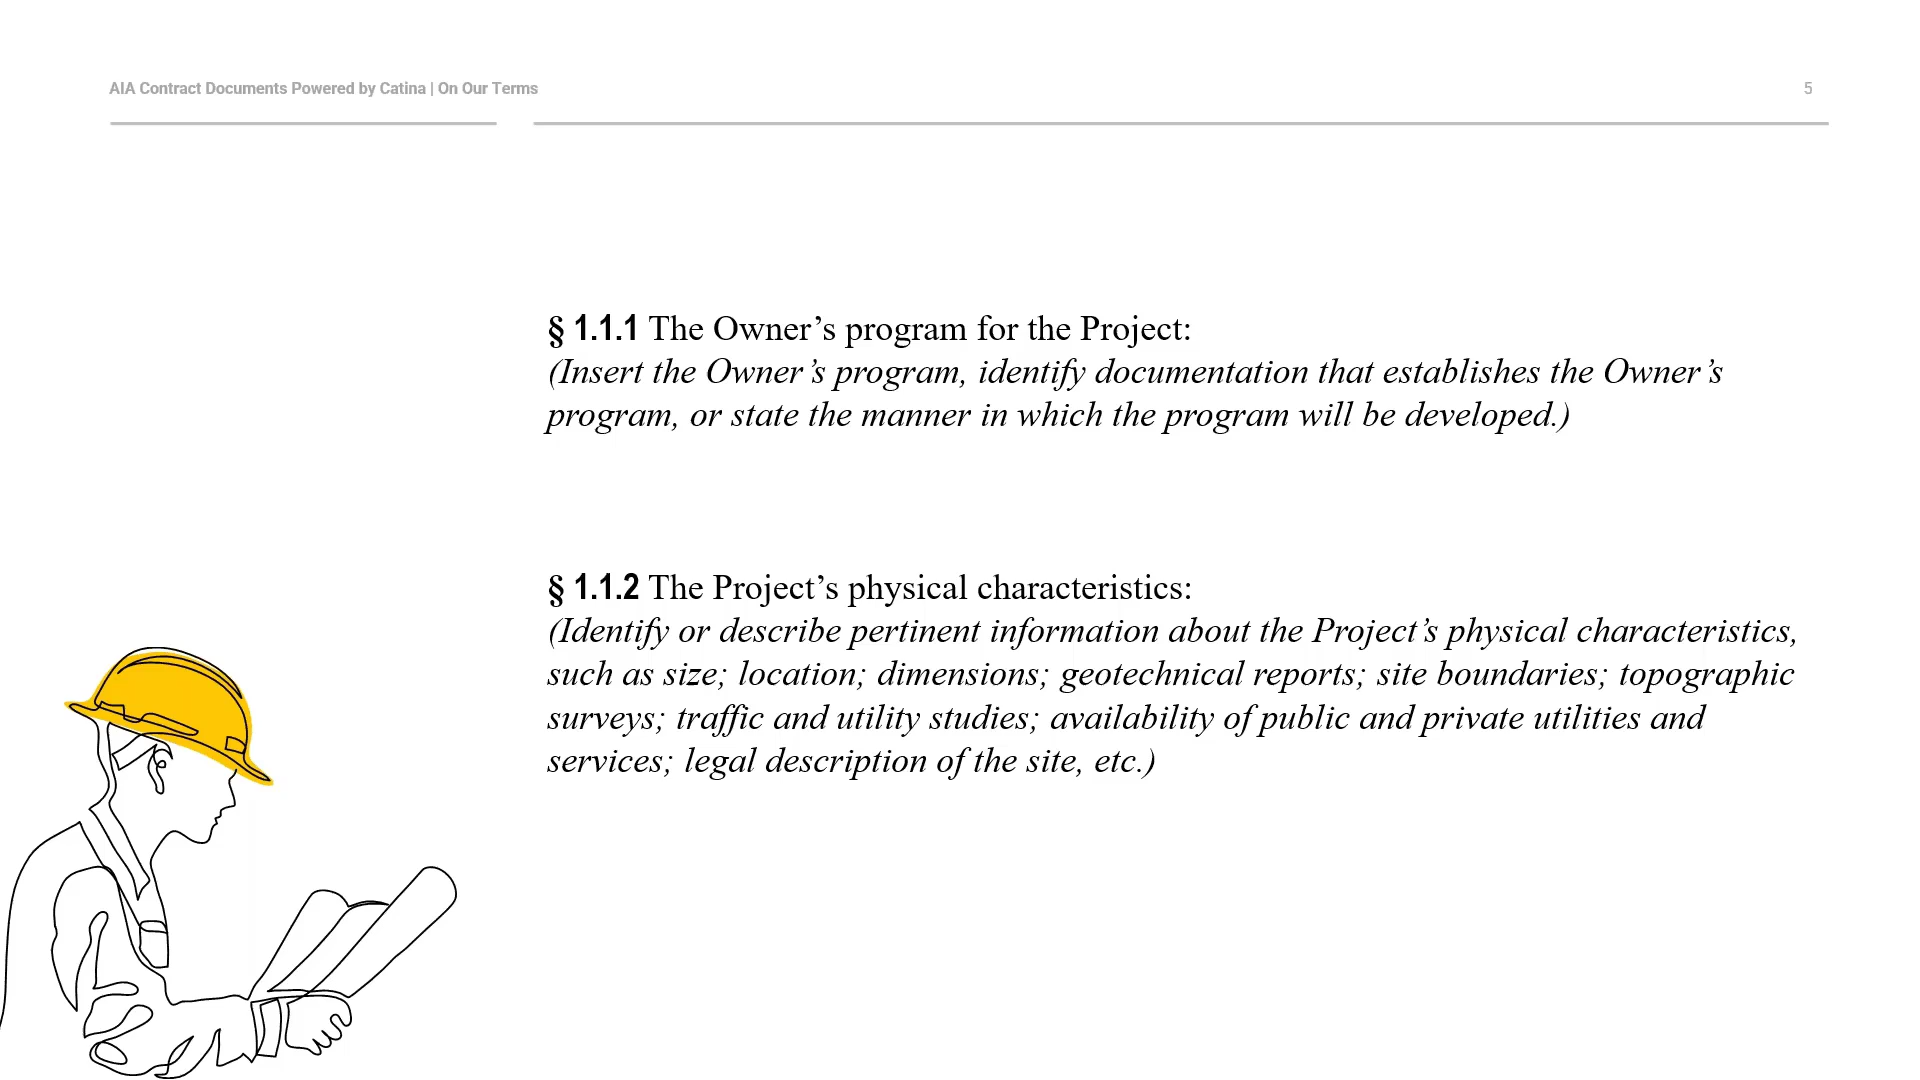 AIA Contract Documents Powered by Catina | On Our Terms
5
§ 1.1.1 The Owner’s program for the Project:
(Insert the Owner’s program, identify documentation that establishes the Owner’s
program, or state the manner in which the program will be developed.)
§ 1.1.2 The Project’s physical characteristics:
(Identify or describe pertinent information about the Project’s physical characteristics,
such as size; location; dimensions; geotechnical reports; site boundaries; topographic
surveys; traffic and utility studies; availability of public and private utilities and
services; legal description of the site, etc.)